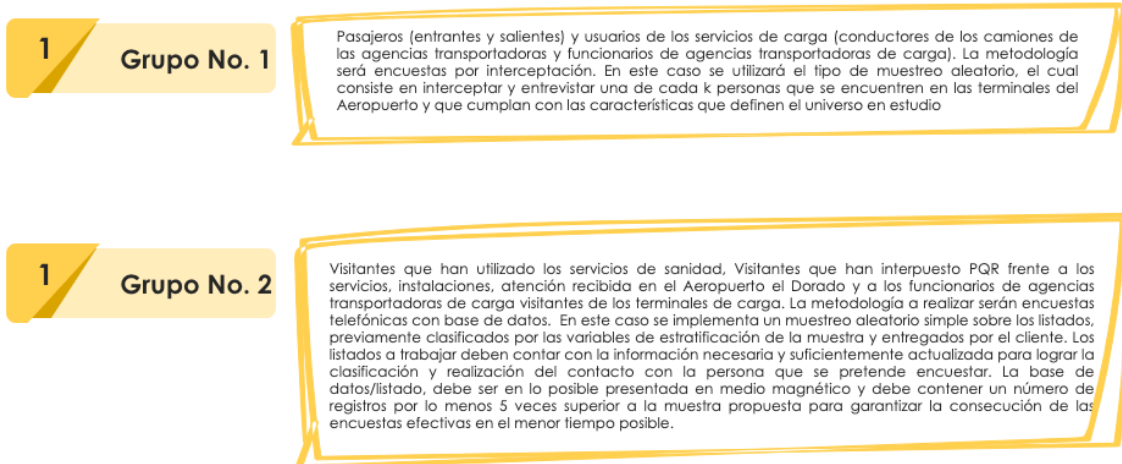 1
Grupo No. 1
Pasajeros (entrantes y salientes) y usuarios de los servicios de carga (conductores de los camiones de
las agencias transportadoras y funcionarios de agencias transportadoras de carga). La metodología
será encuestas por interceptación. En este caso se utilizará el tipo de muestreo aleatorio, el cual
consiste en interceptar y entrevistar una de cada k personas que se encuentren en las terminales del
Aeropuerto y que cumplan con las características que definen el universo en estudio
1
Grupo No. 2
Visitantes que han utilizado los servicios de sanidad, Visitantes que han interpuesto PQR frente a los
servicios, instalaciones, atención recibida en el Aeropuerto el Dorado y a los funcionarios de agencias
transportadoras de carga visitantes de los terminales de carga. La metodología a realizar serán encuestas
telefónicas con base de datos. En este caso se implementa un muestreo aleatorio simple sobre los listados,
previamente clasificados por las variables de estratificación de la muestra y entregados por el cliente. Los
listados a trabajar deben contar con la información necesaria y suficientemente actualizada para lograr la
clasificación y realización del contacto con la persona que se pretende encuestar. La base de
datos/listado, debe ser en lo posible presentada en medio magnético y debe contener un número de
registros por lo menos 5 veces superior a la muestra propuesta para garantizar la consecución de las
encuestas efectivas en el menor tiempo posible.